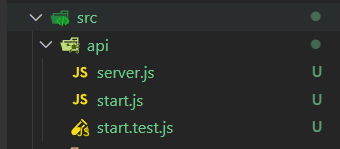 src
api
JS server.js U
JS start.js U
start.test.js U